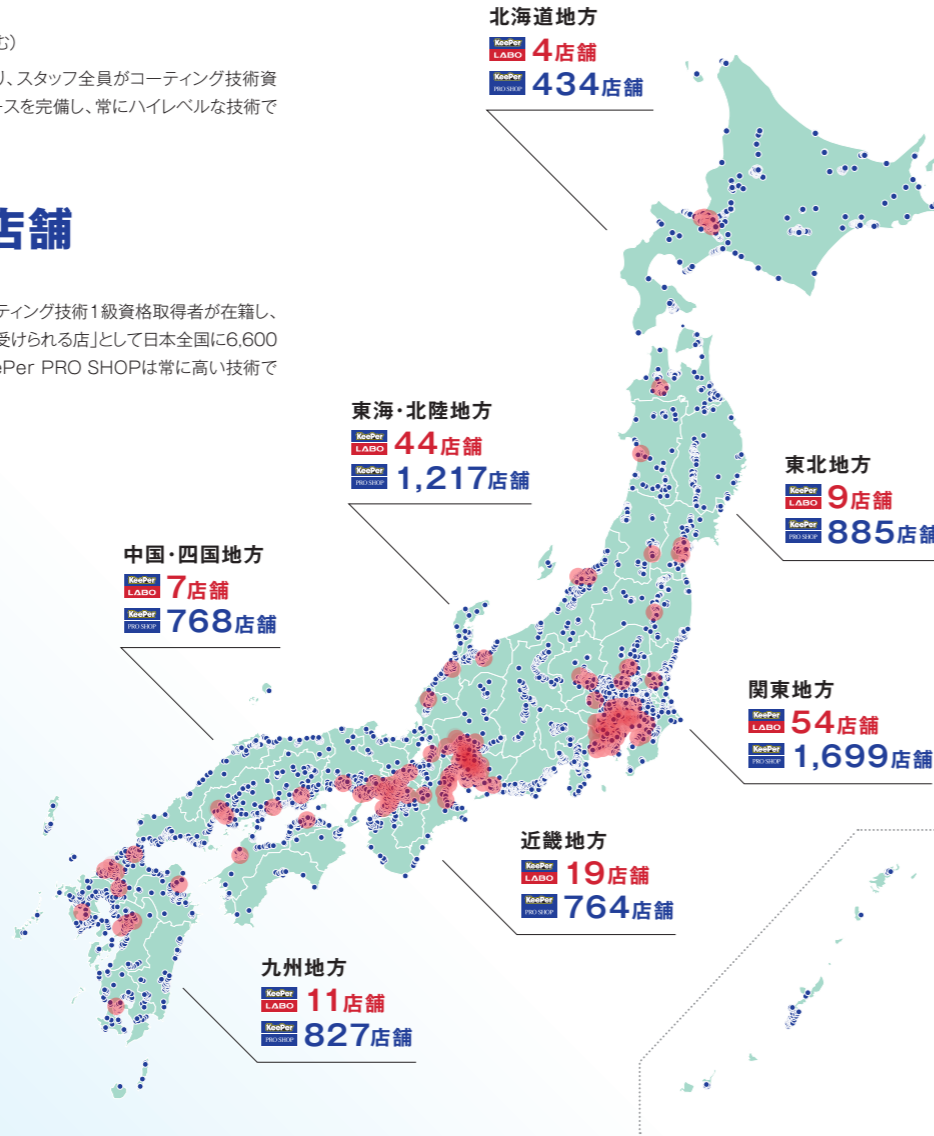 む）
り、スタッフ全員がコーティング技術資
ースを完備し、常にハイレベルな技術で
店舗
ティング技術1級資格取得者が在籍し、
受けられる店」として日本全国に6,600
ePer PRO SHOPは常に高い技術で
北海道地方
KeePer LABO 4店舗
KeePer PRO SHOP 434店舗
東海・北陸地方
KeePer LABO 44店舗
KeePer PRO SHOP 1,217店舗
東北地方
KeePer LABO 9店舗
KeePer PRO SHOP 885店舗
中国・四国地方
KeePer LABO 7店舗
KeePer PRO SHOP 768店舗
関東地方
KeePer LABO 54店舗
KeePer PRO SHOP 1,699店舗
近畿地方
KeePer LABO 19店舗
KeePer PRO SHOP 764店舗
九州地方
KeePer LABO 11店舗
KeePer PRO SHOP 827店舗